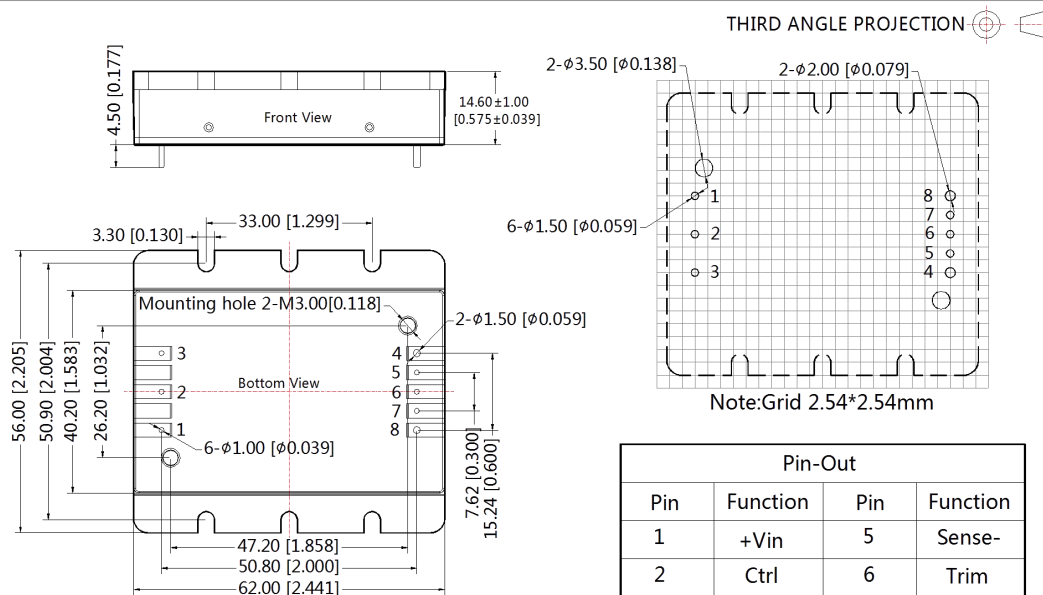 THIRD ANGLE PROJECTION
4.50 [0.177]
Front View
14.60±1.00
[0.575±0.039]
2-ϕ3.50 [ϕ0.138]
2-ϕ2.00 [ϕ0.079]
6-ϕ1.50 [ϕ0.059]
1
2
3
8
7
6
5
4
Note:Grid 2.54*2.54mm
33.00 [1.299]
3.30 [0.130]
Mounting hole 2-M3.00[0.118]
2-ϕ1.50 [ϕ0.059]
3
2
1
4
5
6
7
8
Bottom View
6-ϕ1.00 [ϕ0.039]
56.00 [2.205]
50.90 [2.004]
40.20 [1.583]
26.20 [1.032]
7.62 [0.300]
15.24 [0.600]
47.20 [1.858]
50.80 [2.000]
62.00 [2.441]
Pin-Out
Pin Function Pin Function
1 +Vin 5 Sense-
2 Ctrl 6 Trim